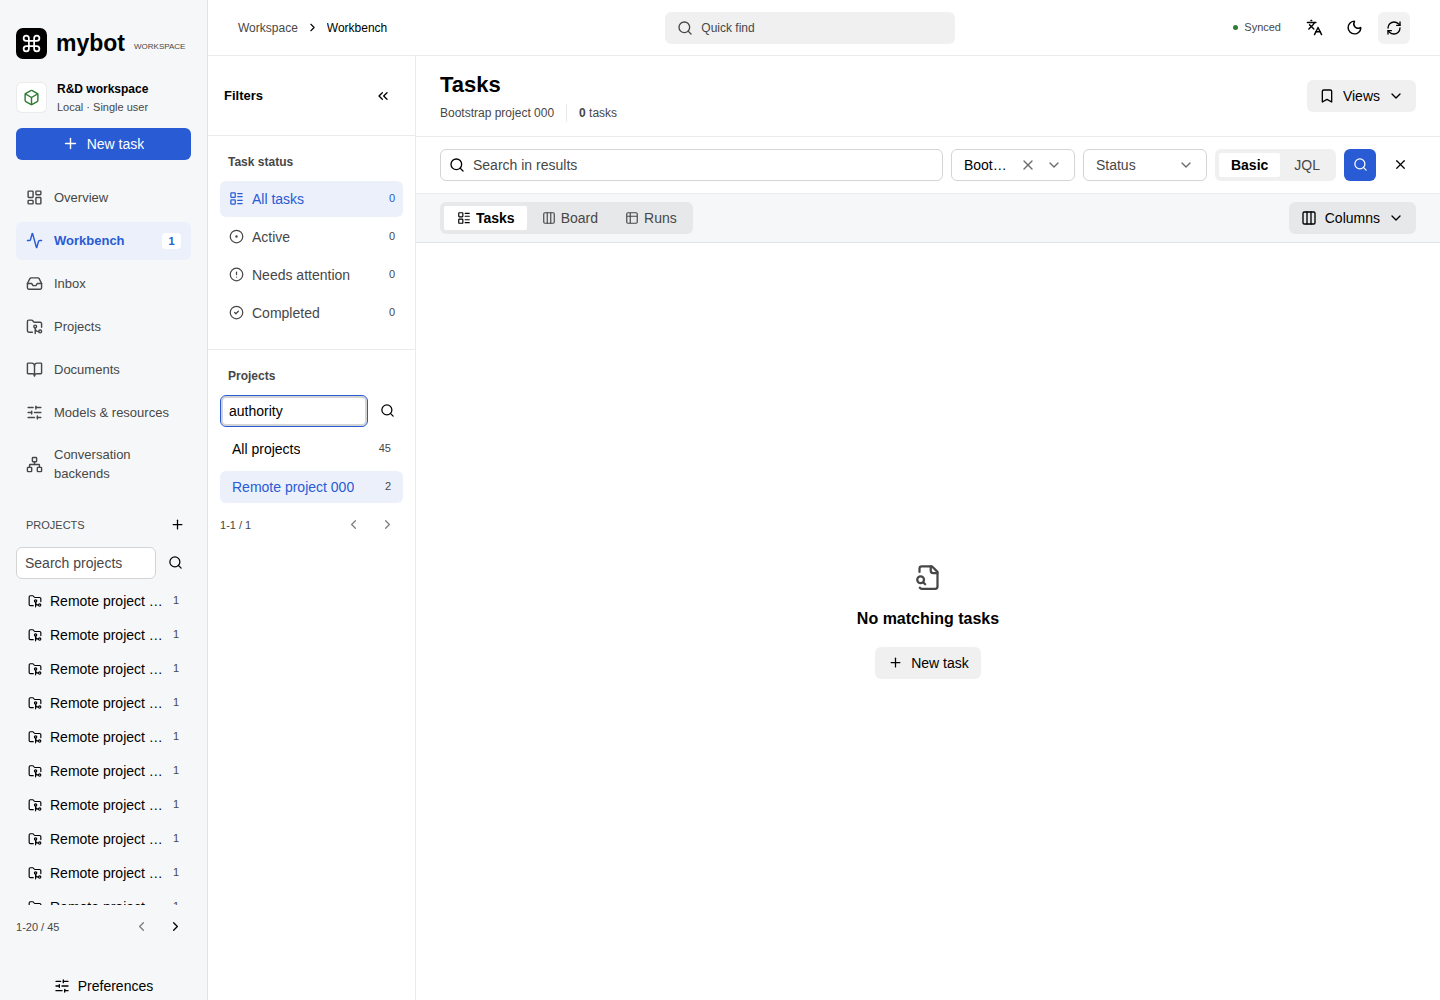 mybot WORKSPACE
R&D workspace
Local · Single user
New task
Overview
Workbench 1
Inbox
Projects
Documents
Models & resources
Conversation
backends
PROJECTS
Search projects
Remote project … 1
Remote project … 1
Remote project … 1
Remote project … 1
Remote project … 1
Remote project … 1
Remote project … 1
Remote project … 1
Remote project … 1
1-20 / 45
Preferences
Workspace Workbench
Quick find
Synced
Filters
Task status
All tasks 0
Active 0
Needs attention 0
Completed 0
Projects
authority
All projects 45
Remote project 000 2
1-1 / 1
Tasks
Bootstrap project 000 0 tasks
Views
Search in results
Boot…
Status
Basic JQL
Tasks Board Runs
Columns
No matching tasks
New task